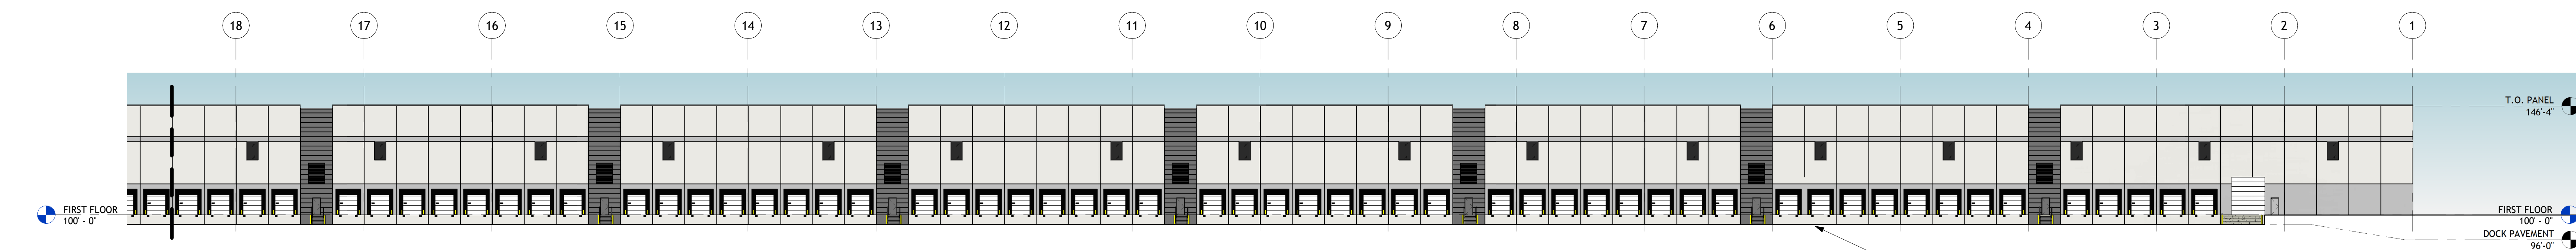 18 17 16 15 14 13 12 11 10 9 8 7 6 5 4 3 2 1
T.O. PANEL
146'-4"
FIRST FLOOR
100' - 0"
FIRST FLOOR
100' - 0"
DOCK PAVEMENT
96'-0"